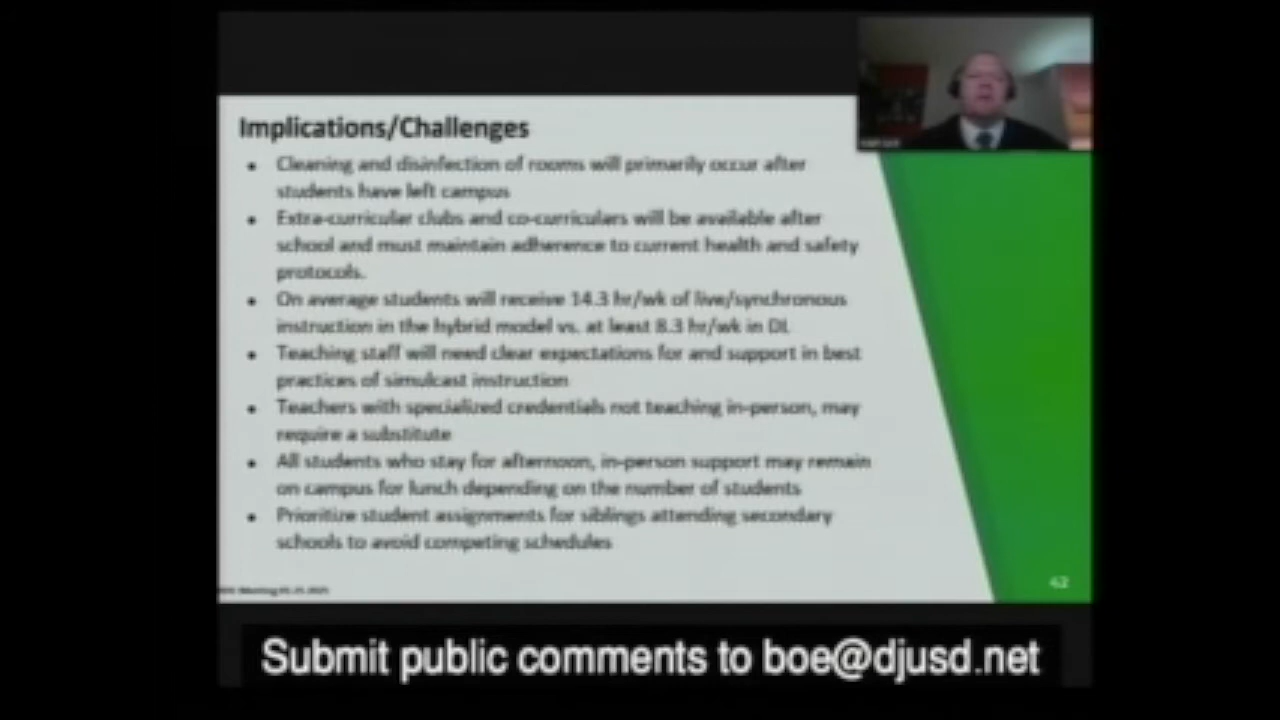 Implications/Challenges
• Cleaning and disinfection of rooms will primarily occur after
students have left campus
• Extra-curricular clubs and co-curriculars will be available after
school and must maintain adherence to current health and safety
protocols.
• On average students will receive 14.3 hr/wk of live/synchronous
instruction in the hybrid model vs. at least 8.3 hr/wk in DL
• Teaching staff will need clear expectations for and support in best
practices of simulcast instruction
• Teachers with specialized credentials not teaching in-person, may
require a substitute
• All students who stay for afternoon, in-person support may remain
on campus for lunch depending on the number of students
• Prioritize student assignments for siblings attending secondary
schools to avoid competing schedules
Meeting
42
Submit public comments to boe@djusd.net